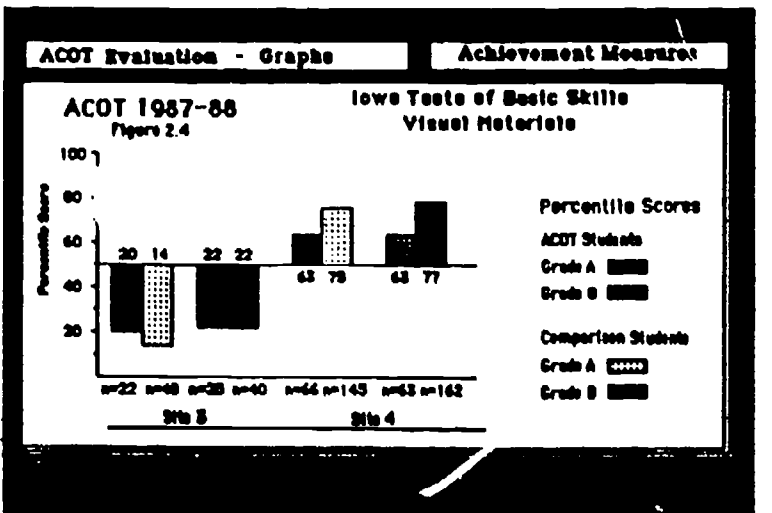 ACOT Evaluation - Graphs
Achievement Measures
ACOT 1987-88
Figure 2.4
Iowa Tests of Basic Skills
Visual Materials
Percentile Score
100
80
60
40
20
20 14 22 22
63 75 63 77
n=22 n=48 n=28 n=40 n=66 n=145 n=63 n=162
Site 3 Site 4
Percentile Scores
ACOT Students
Grade A
Grade B
Comparison Students
Grade A
Grade B